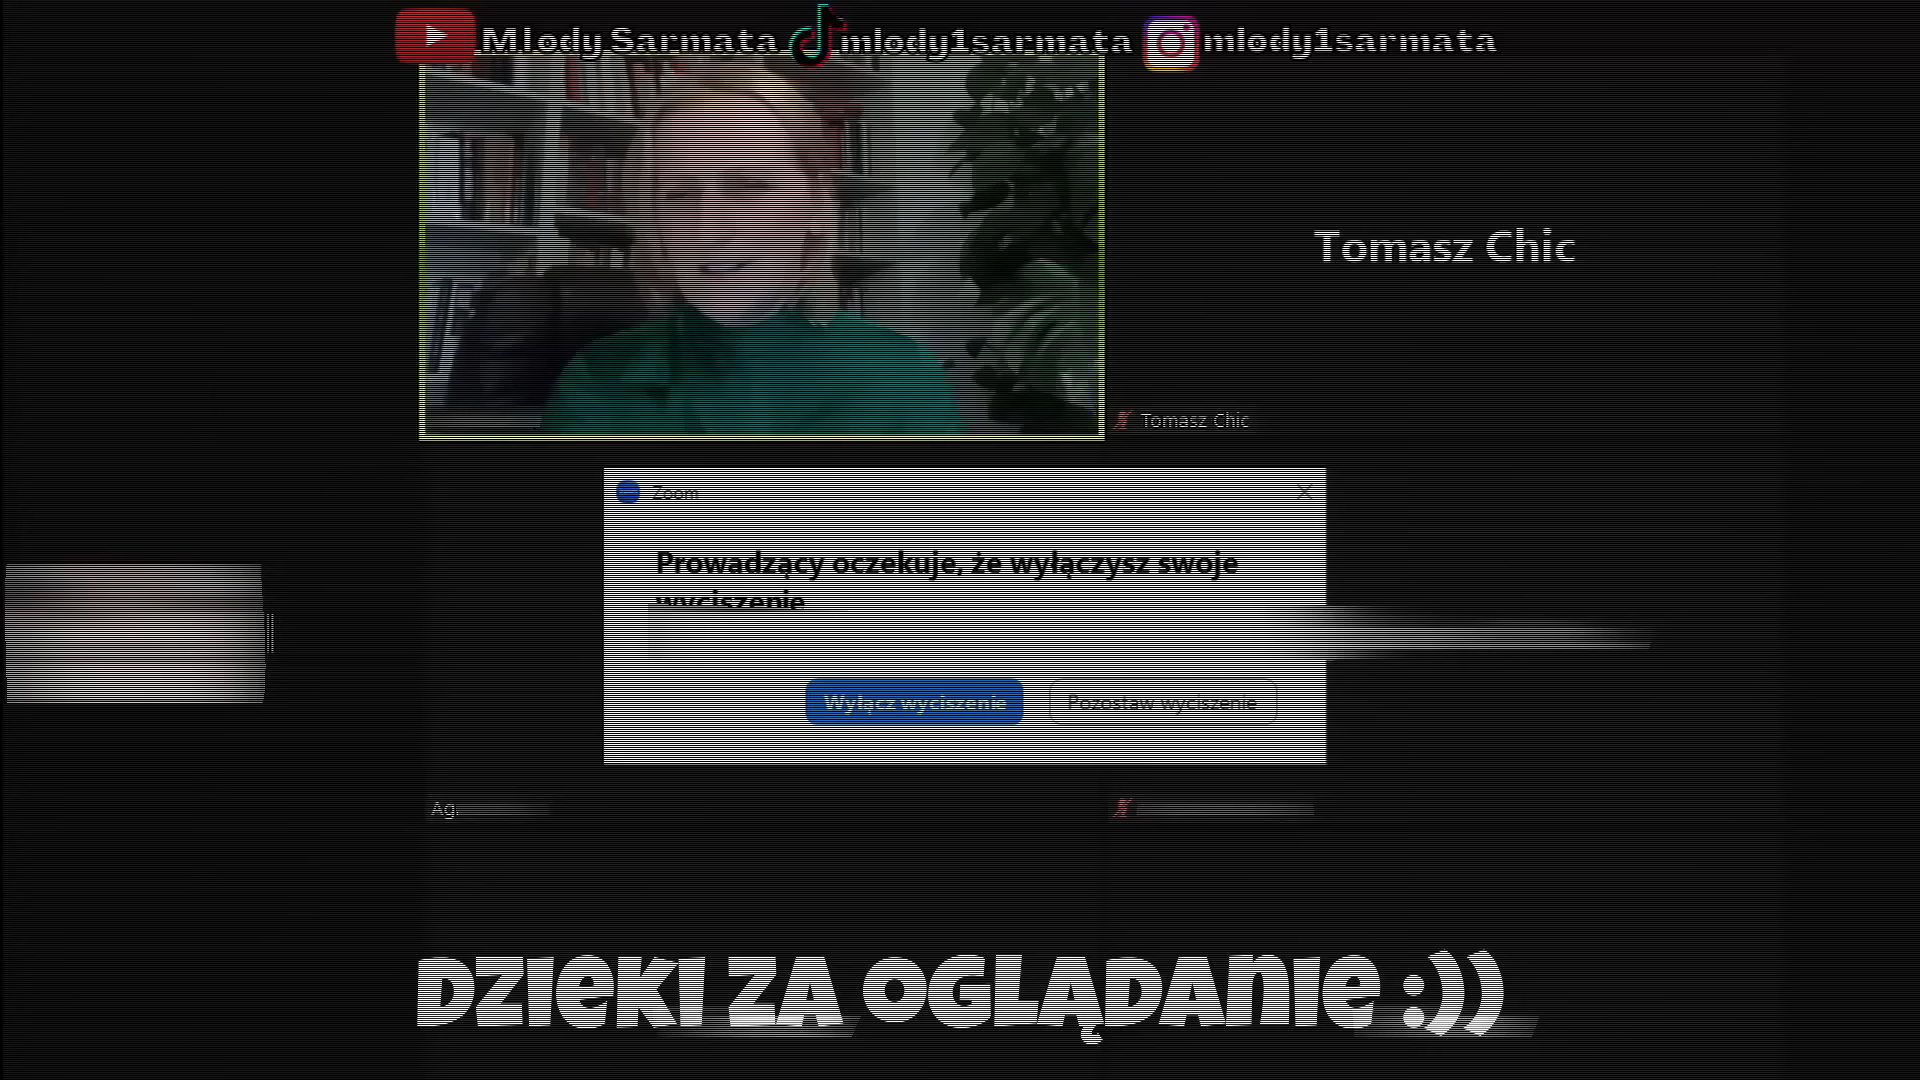 Mlody Sarmata mlody1sarmata mlody1sarmata
Tomasz Chic
Tomasz Chic
Zoom
Prowadzący oczekuje, że wyłączysz swoje
wyciszenie
Wyłącz wyciszenie Pozostaw wyciszenie
Ag
DZIEKI ZA OGLĄDANIE :))